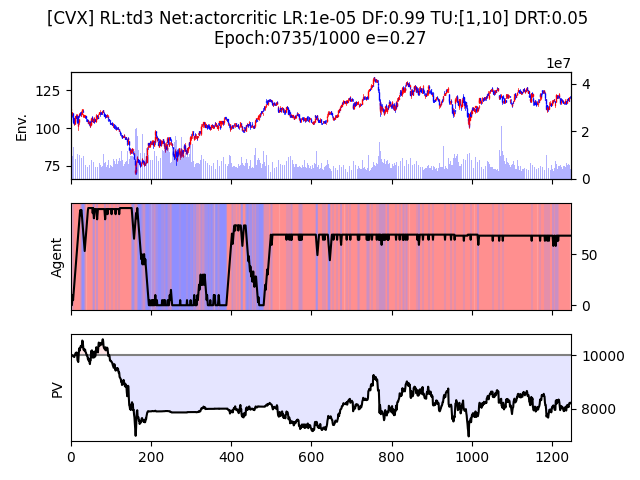 [CVX] RL:td3 Net:actorcritic LR:1e-05 DF:0.99 TU:[1,10] DRT:0.05
Epoch:0735/1000 e=0.27
1e7
125
100
75
Env.
4
2
0
Agent
50
0
PV
10000
8000
0 200 400 600 800 1000 1200